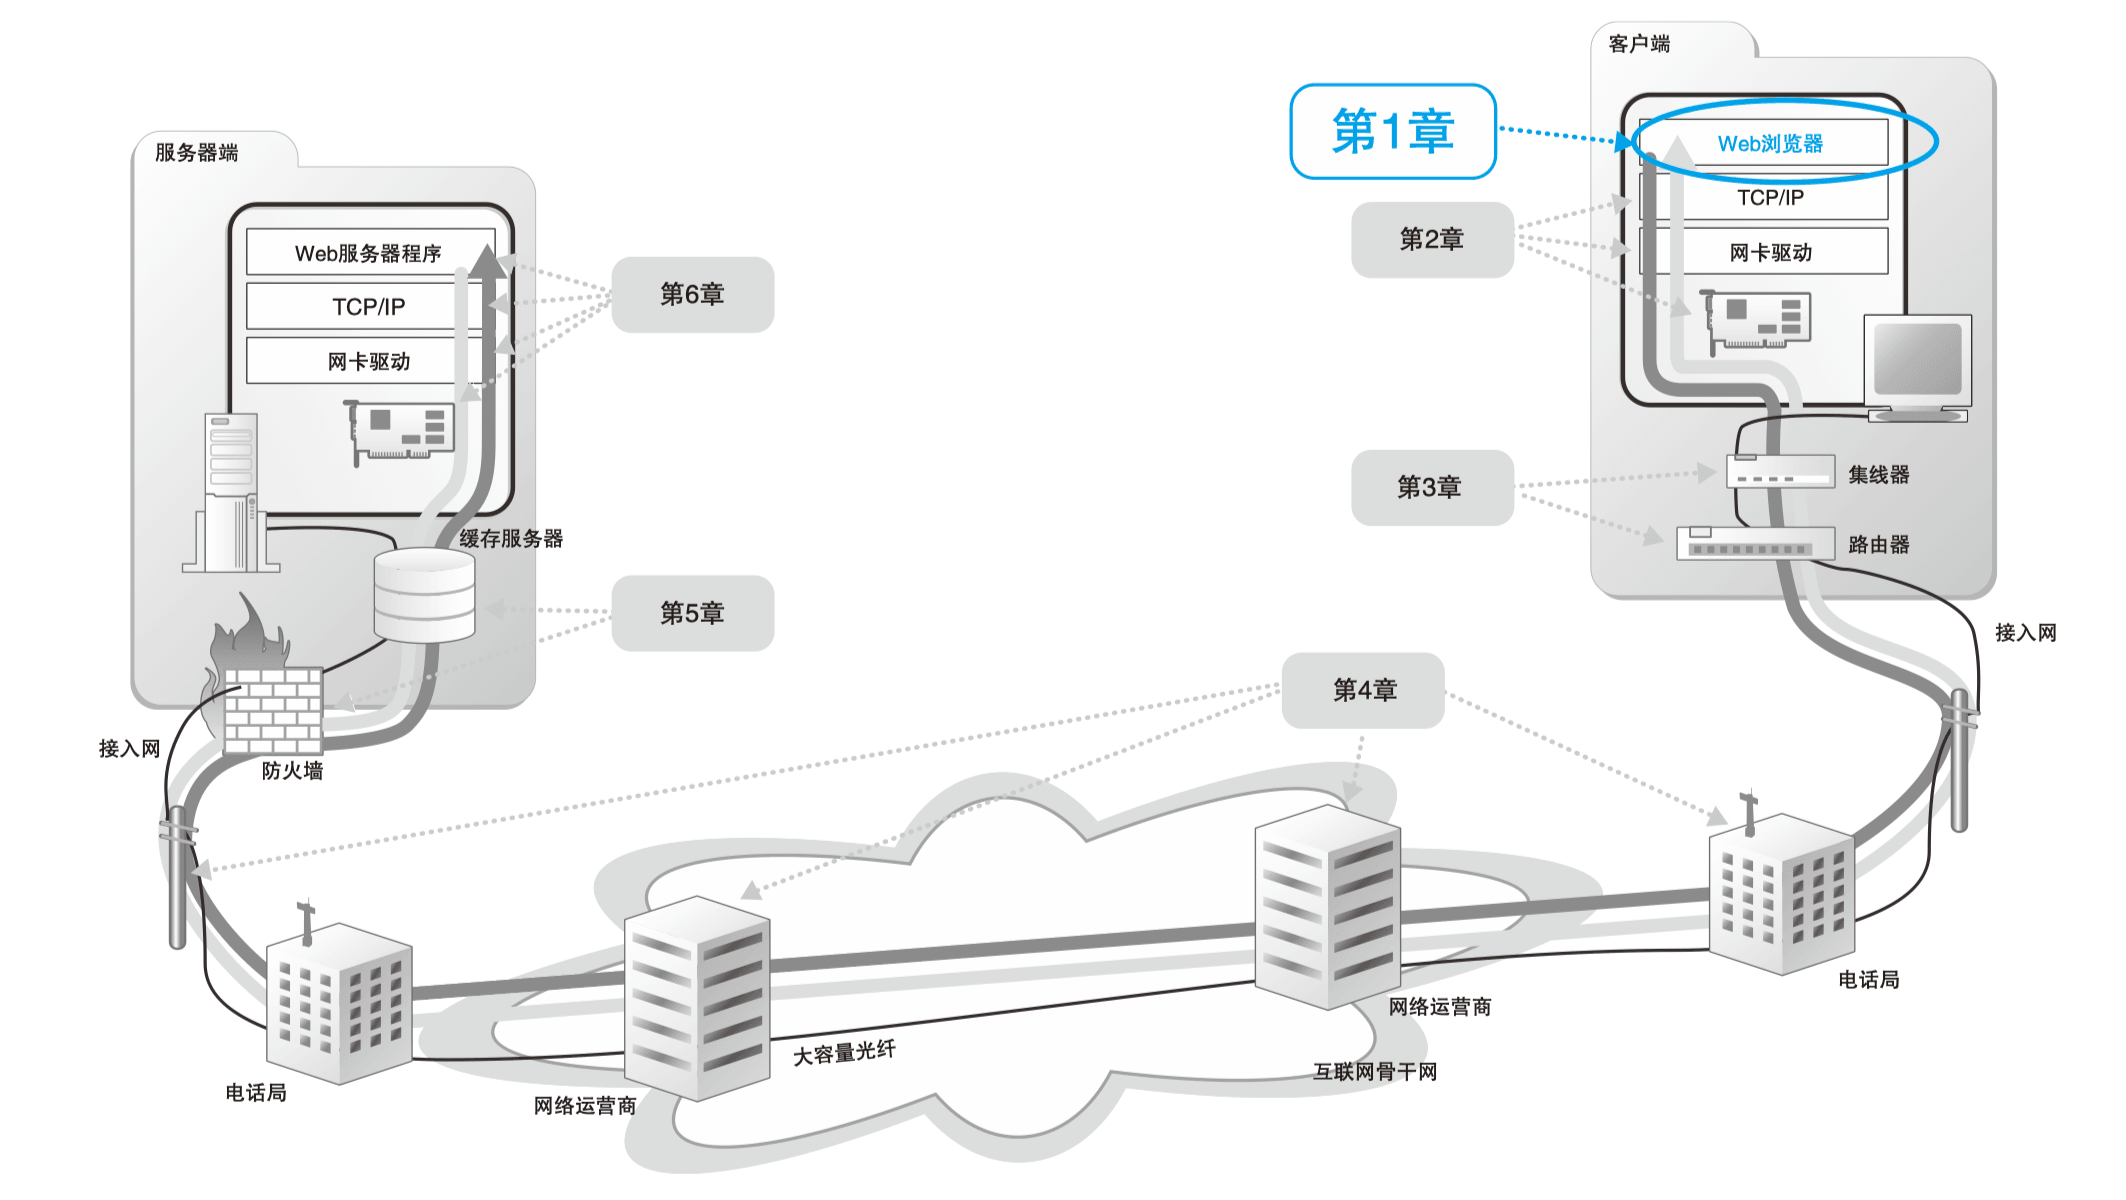 客户端
第1章
Web浏览器
TCP/IP
第2章
网卡驱动
第3章
集线器
路由器
接入网
服务器端
Web服务器程序
TCP/IP
网卡驱动
第6章
缓存服务器
第5章
接入网
防火墙
第4章
电话局
网络运营商
互联网骨干网
大容量光纤
网络运营商
电话局